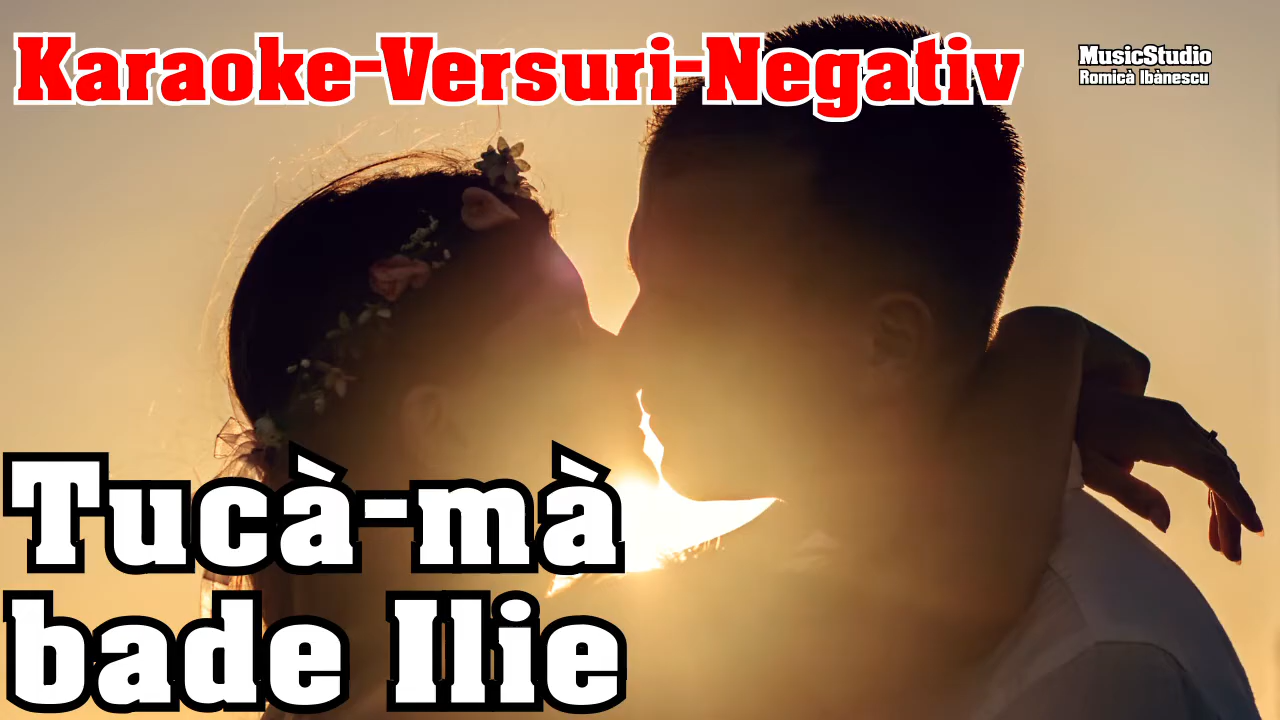 Karaoke-Versuri-Negativ
MusicStudio
Romicà Ibànescu
Tucà-mà
bade Ilie